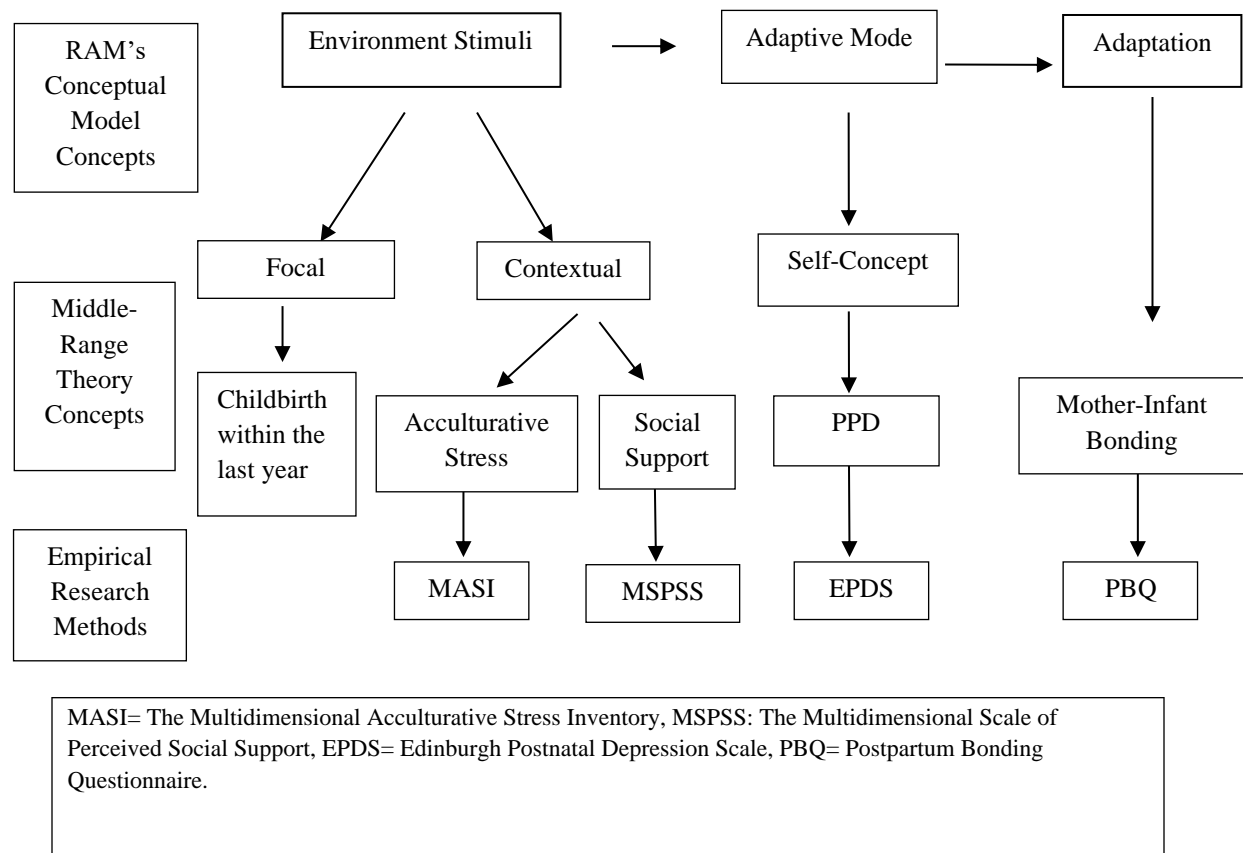 RAM’s
Conceptual
Model
Concepts
Environment Stimuli
Adaptive Mode
Adaptation
Middle-
Range
Theory
Concepts
Focal
Contextual
Self-Concept
Childbirth
within the
last year
Acculturative
Stress
Social
Support
PPD
Mother-Infant
Bonding
Empirical
Research
Methods
MASI
MSPSS
EPDS
PBQ
MASI= The Multidimensional Acculturative Stress Inventory, MSPSS: The Multidimensional Scale of
Perceived Social Support, EPDS= Edinburgh Postnatal Depression Scale, PBQ= Postpartum Bonding
Questionnaire.